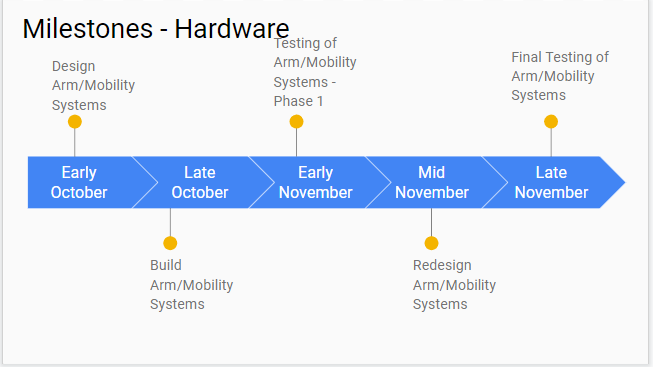 Milestones - Hardware
Design
Arm/Mobility
Systems
Testing of
Arm/Mobility
Systems -
Phase 1
Final Testing of
Arm/Mobility
Systems
Early
October
Late
October
Early
November
Mid
November
Late
November
Build
Arm/Mobility
Systems
Redesign
Arm/Mobility
Systems